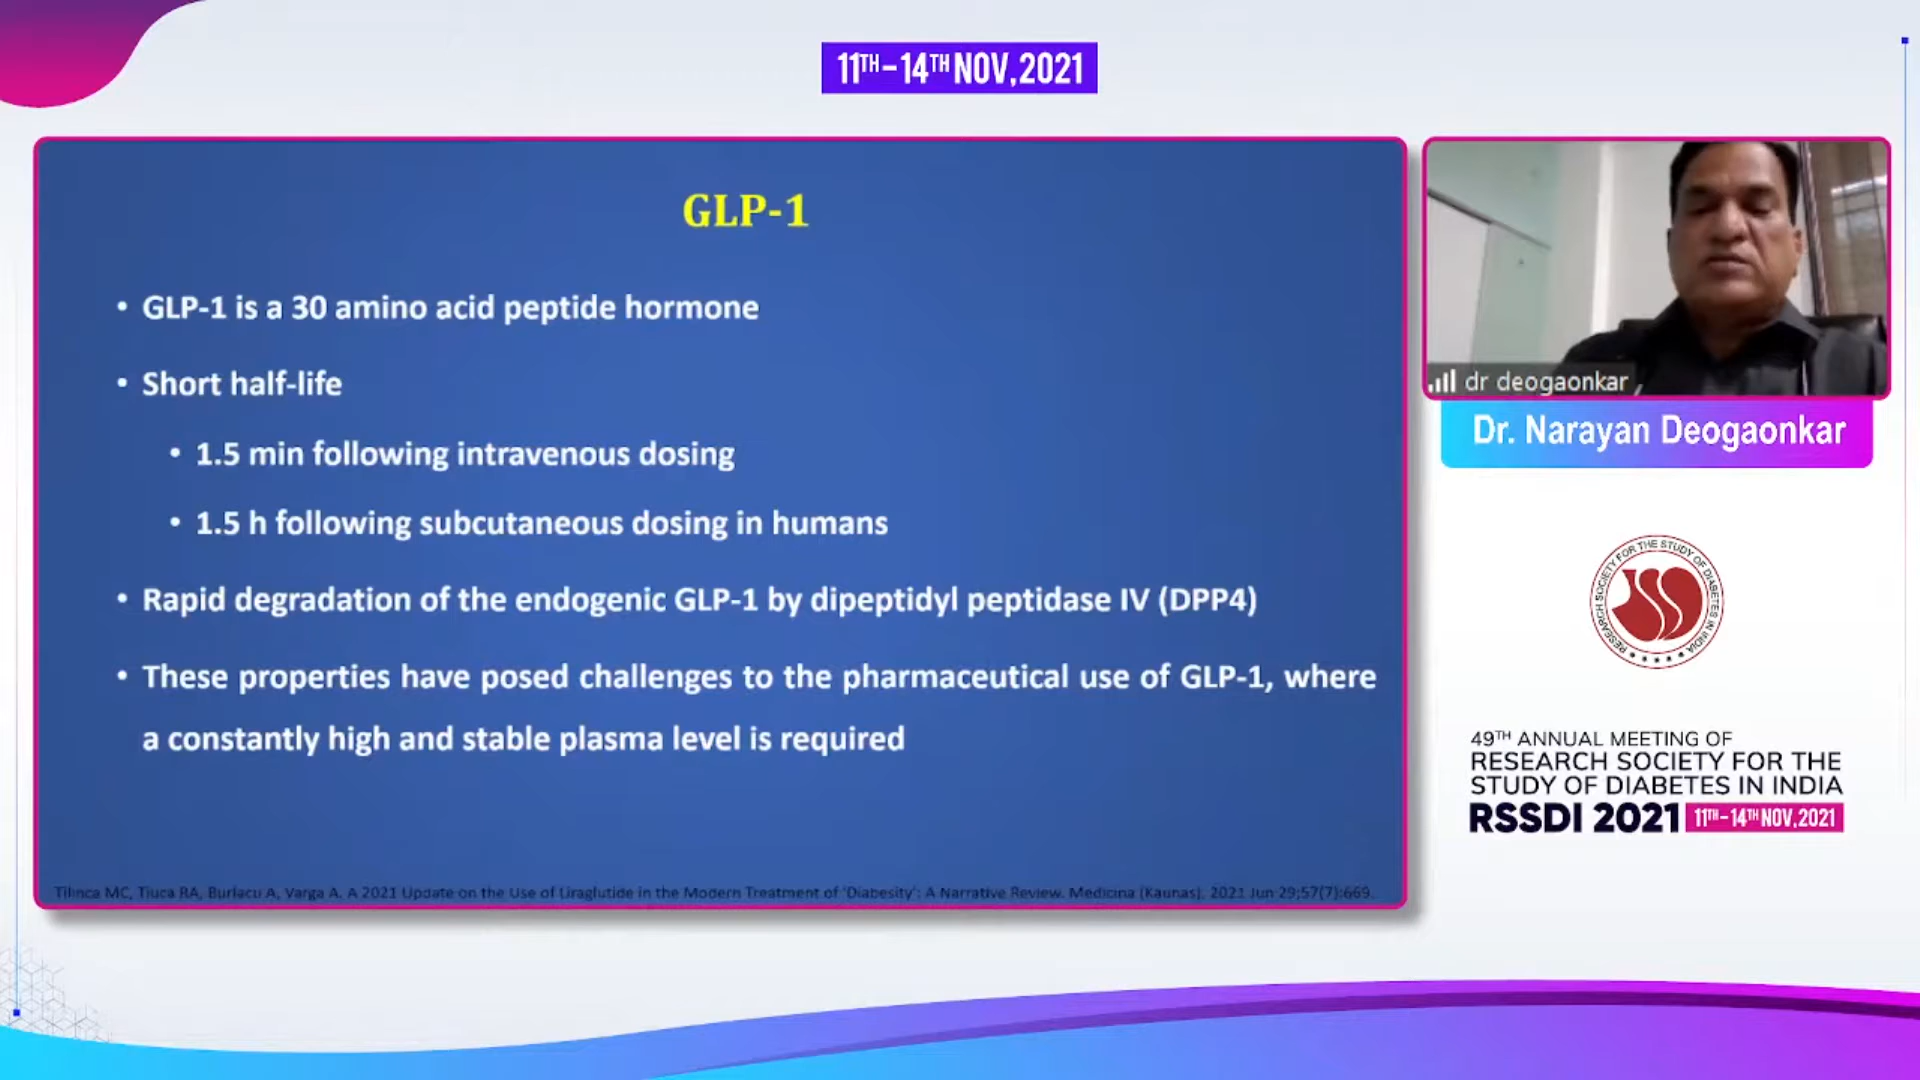 11TH-14TH NOV, 2021
GLP-1
• GLP-1 is a 30 amino acid peptide hormone
• Short half-life
• 1.5 min following intravenous dosing
• 1.5 h following subcutaneous dosing in humans
• Rapid degradation of the endogenic GLP-1 by dipeptidyl peptidase IV (DPP4)
• These properties have posed challenges to the pharmaceutical use of GLP-1, where
a constantly high and stable plasma level is required
Tilinca MC, Tiuca RA, Burlacu A, Varga A. A 2021 Update on the Use of Liraglutide in the Modern Treatment of 'Diabesity': A Narrative Review. Medicina (Kaunas). 2021 Jun 29;57(7):669.
dr deogaonkar
Dr. Narayan Deogaonkar
RESEARCH SOCIETY FOR THE STUDY OF DIABETES IN INDIA
49TH ANNUAL MEETING OF
RESEARCH SOCIETY FOR THE
STUDY OF DIABETES IN INDIA
RSSDI 2021 11TH-14TH NOV, 2021